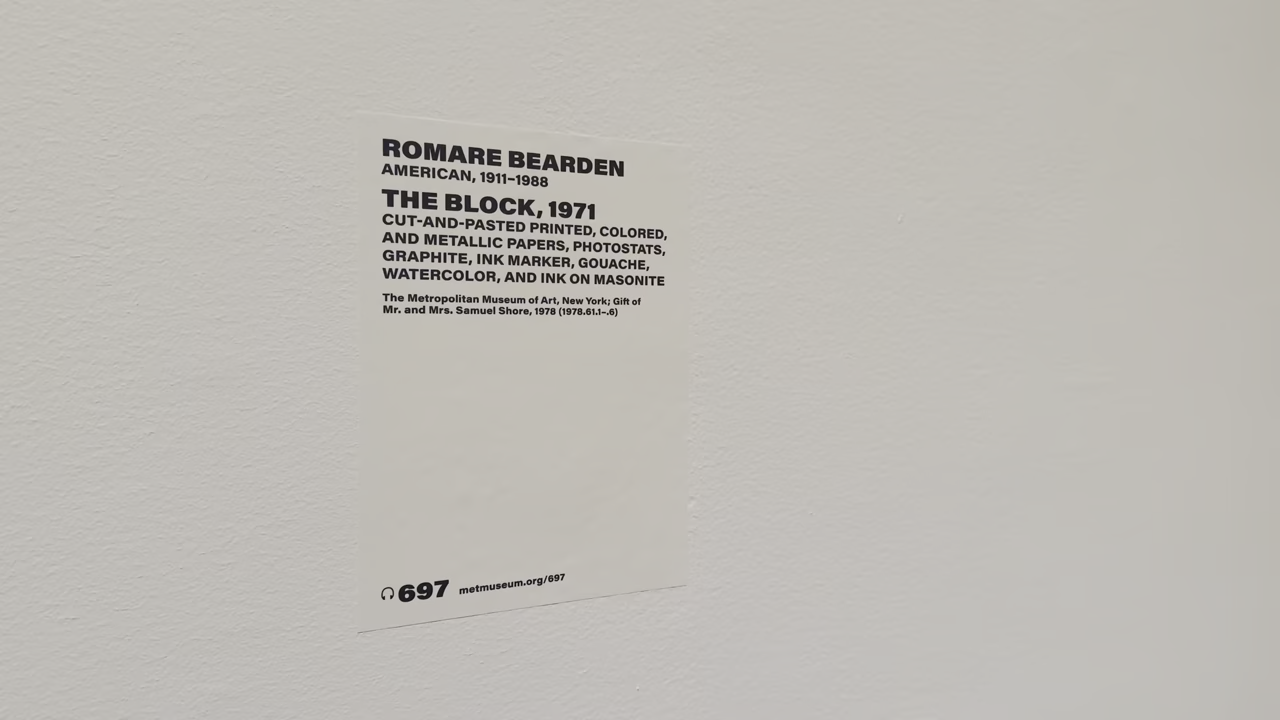 ROMARE BEARDEN
AMERICAN, 1911–1988
THE BLOCK, 1971
CUT-AND-PASTED PRINTED, COLORED,
AND METALLIC PAPERS, PHOTOSTATS,
GRAPHITE, INK MARKER, GOUACHE,
WATERCOLOR, AND INK ON MASONITE
The Metropolitan Museum of Art, New York; Gift of
Mr. and Mrs. Samuel Shore, 1978 (1978.61.1–.6)
697 metmuseum.org/697